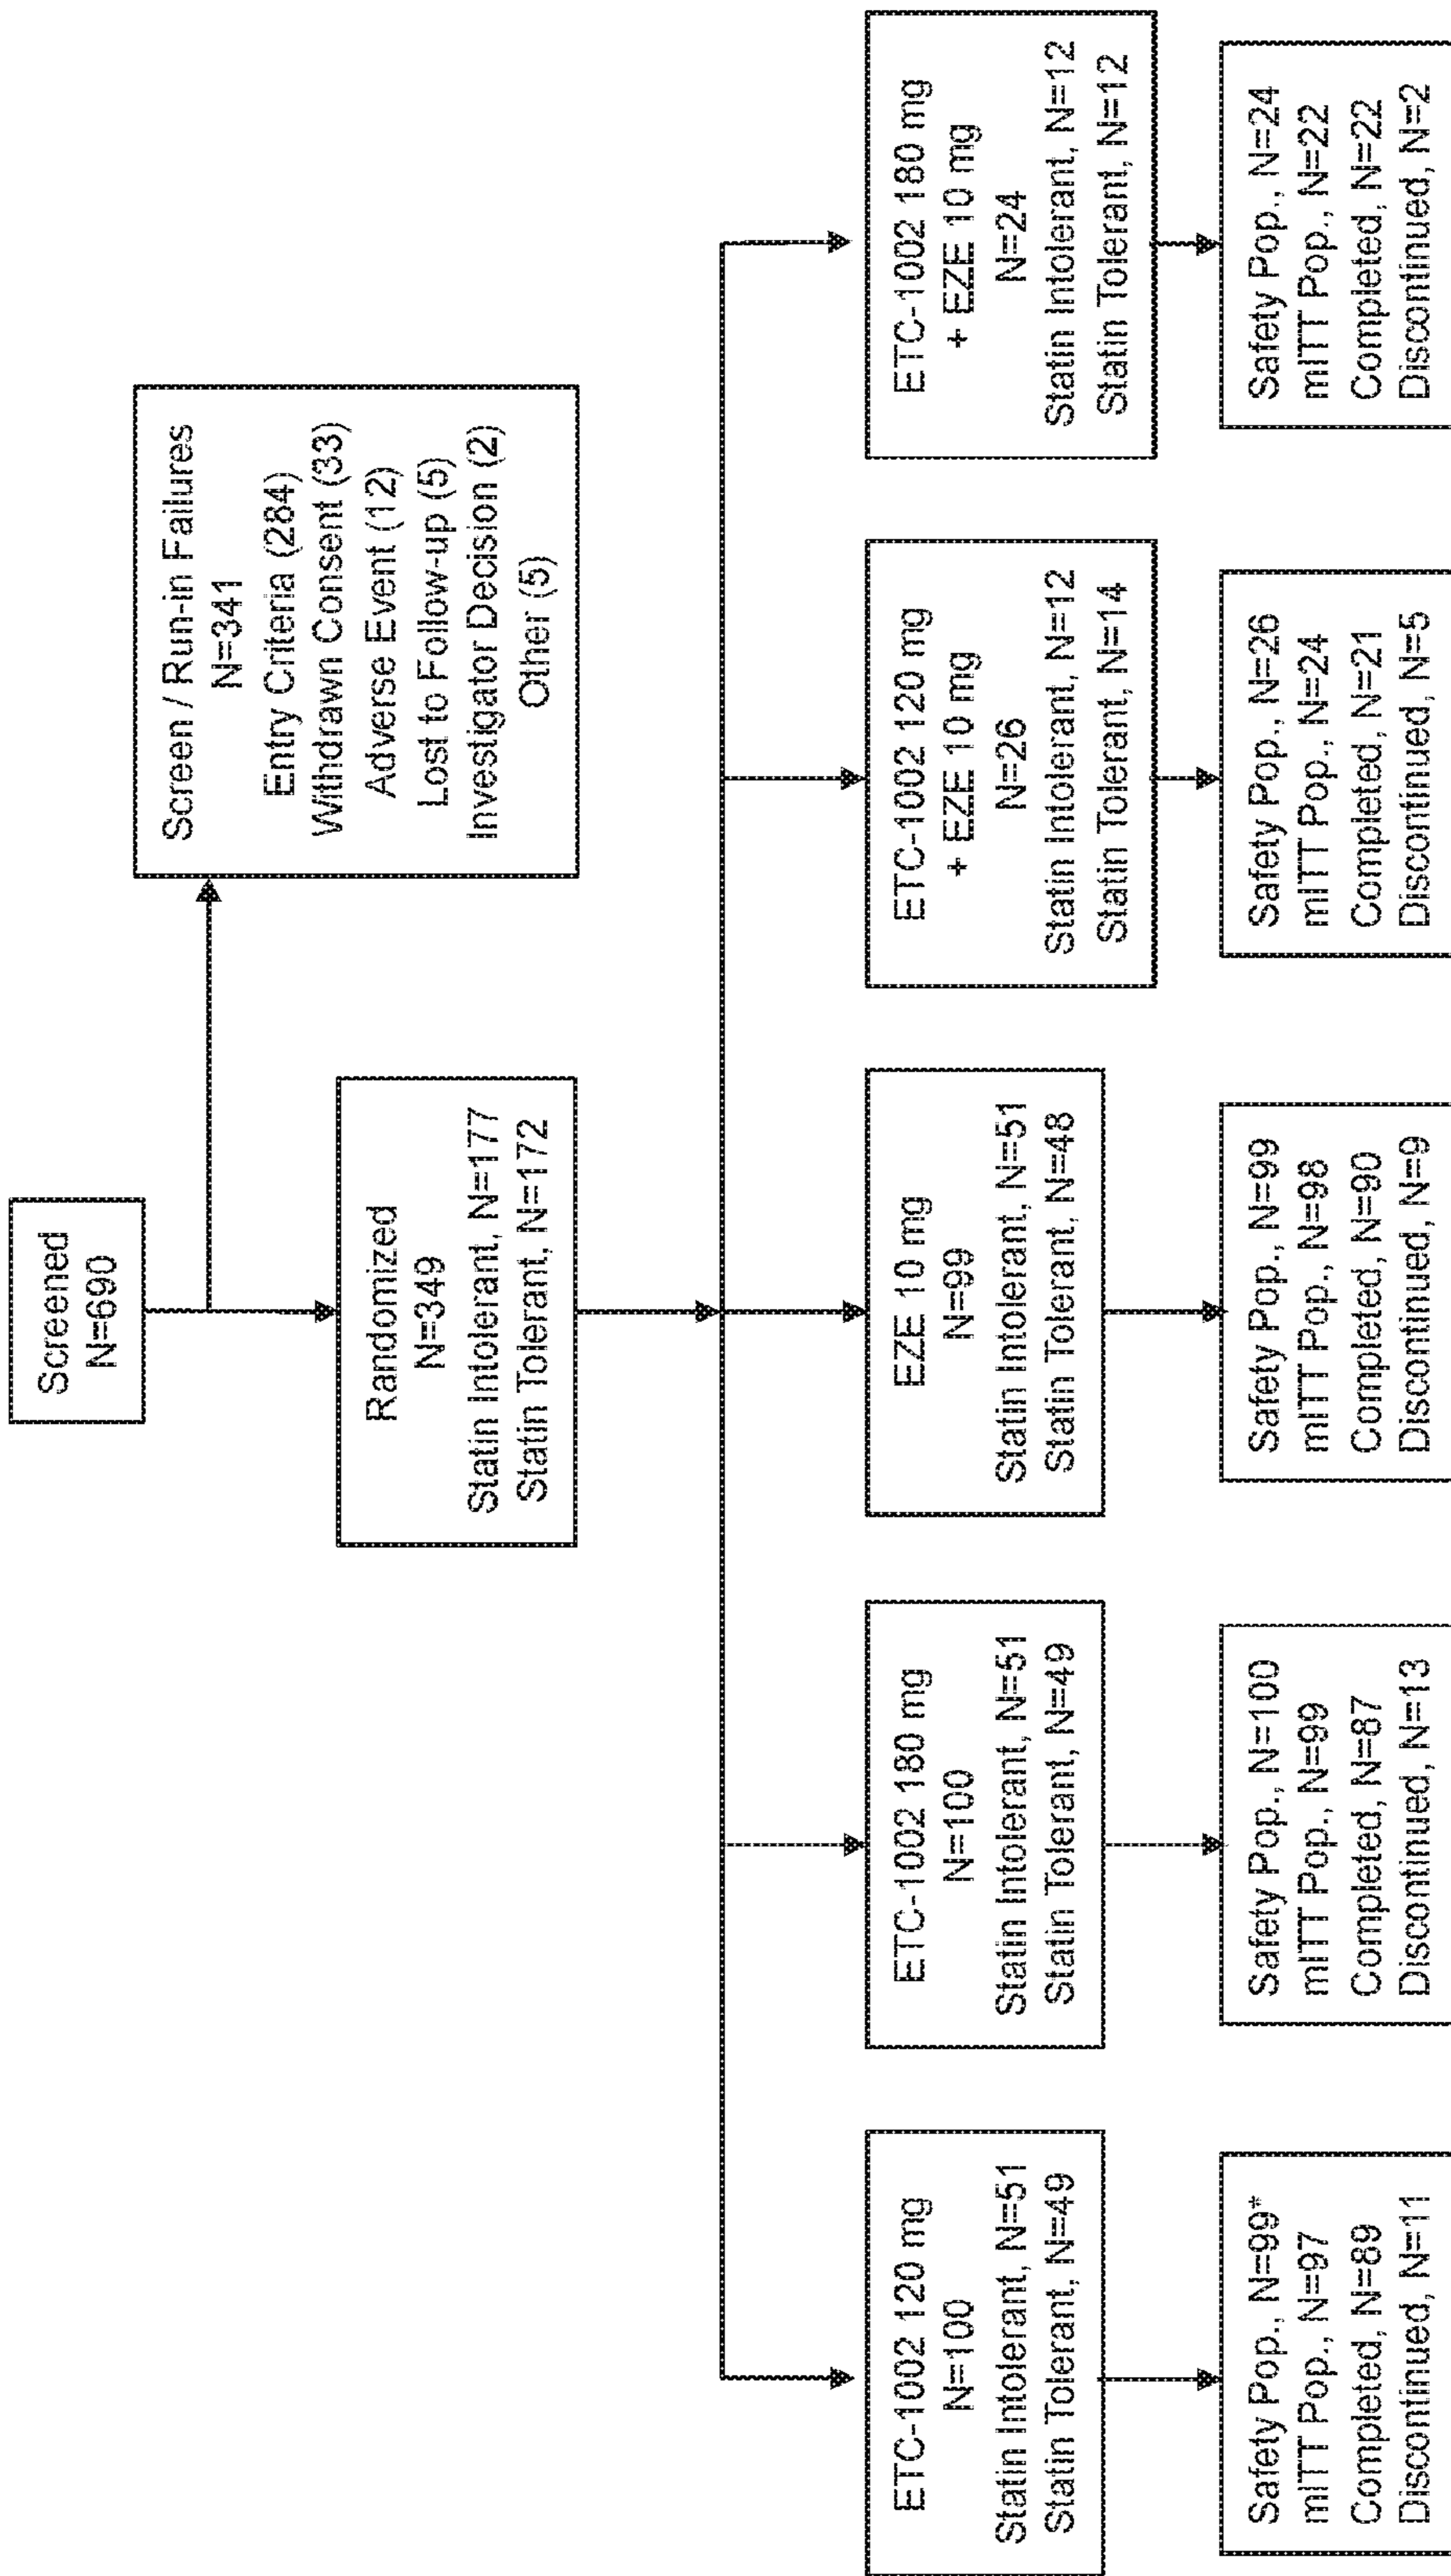 Screened
N=690
Screen / Run-in Failures
N=341
Entry Criteria (284)
Withdrawn Consent (33)
Adverse Event (12)
Lost to Follow-up (5)
Investigator Decision (2)
Other (5)
Randomized
N=349
Statin Intolerant, N=177
Statin Tolerant, N=172
ETC-1002 120 mg
N=100
Statin Intolerant, N=51
Statin Tolerant, N=49
ETC-1002 180 mg
N=100
Statin Intolerant, N=51
Statin Tolerant, N=49
EZE 10 mg
N=99
Statin Intolerant, N=51
Statin Tolerant, N=48
ETC-1002 120 mg
+ EZE 10 mg
N=26
Statin Intolerant, N=12
Statin Tolerant, N=14
ETC-1002 180 mg
+ EZE 10 mg
N=24
Statin Intolerant, N=12
Statin Tolerant, N=12
Safety Pop., N=99*
mITT Pop., N=97
Completed, N=89
Discontinued, N=11
Safety Pop., N=100
mITT Pop., N=99
Completed, N=87
Discontinued, N=13
Safety Pop., N=99
mITT Pop., N=98
Completed, N=90
Discontinued, N=9
Safety Pop., N=26
mITT Pop., N=24
Completed, N=21
Discontinued, N=5
Safety Pop., N=24
mITT Pop., N=22
Completed, N=22
Discontinued, N=2